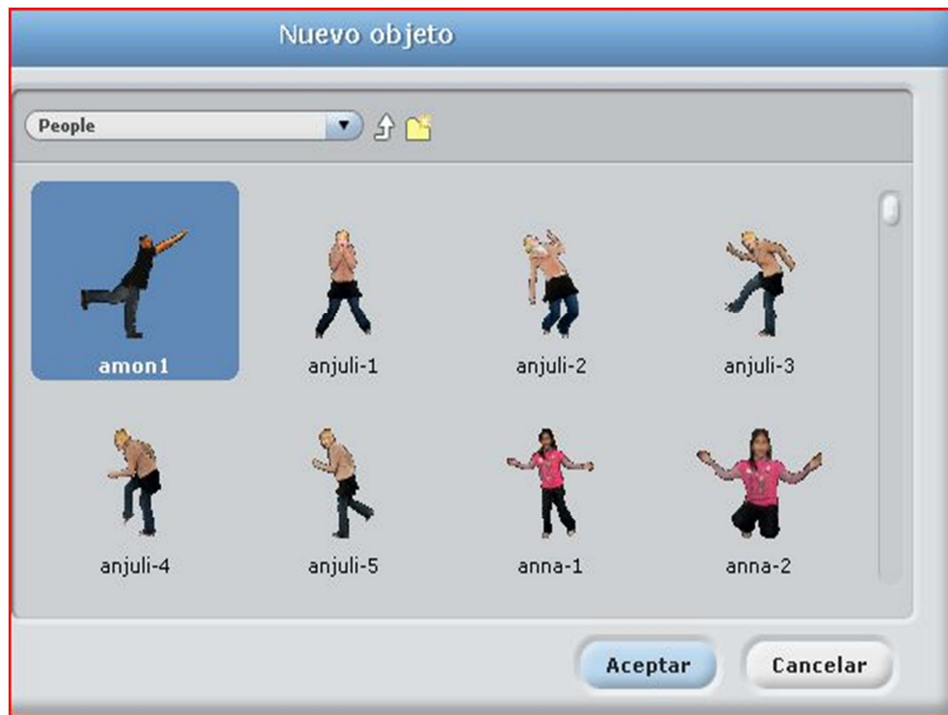 Nuevo objeto
People
amon1 anjuli-1 anjuli-2 anjuli-3
anjuli-4 anjuli-5 anna-1 anna-2
Aceptar Cancelar